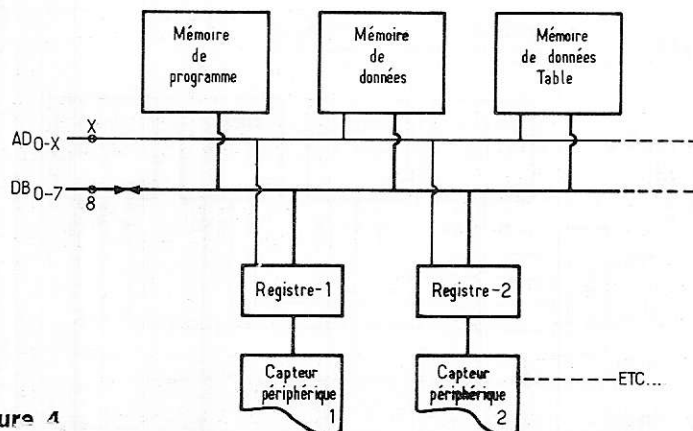 Mémoire
de
programme
Mémoire
de
données
Mémoire
de données
Table
AD0-X
X
DB0-7
8
Registre-1
Registre-2
Capteur
périphérique
1
Capteur
périphérique
2
ETC...
ure 4